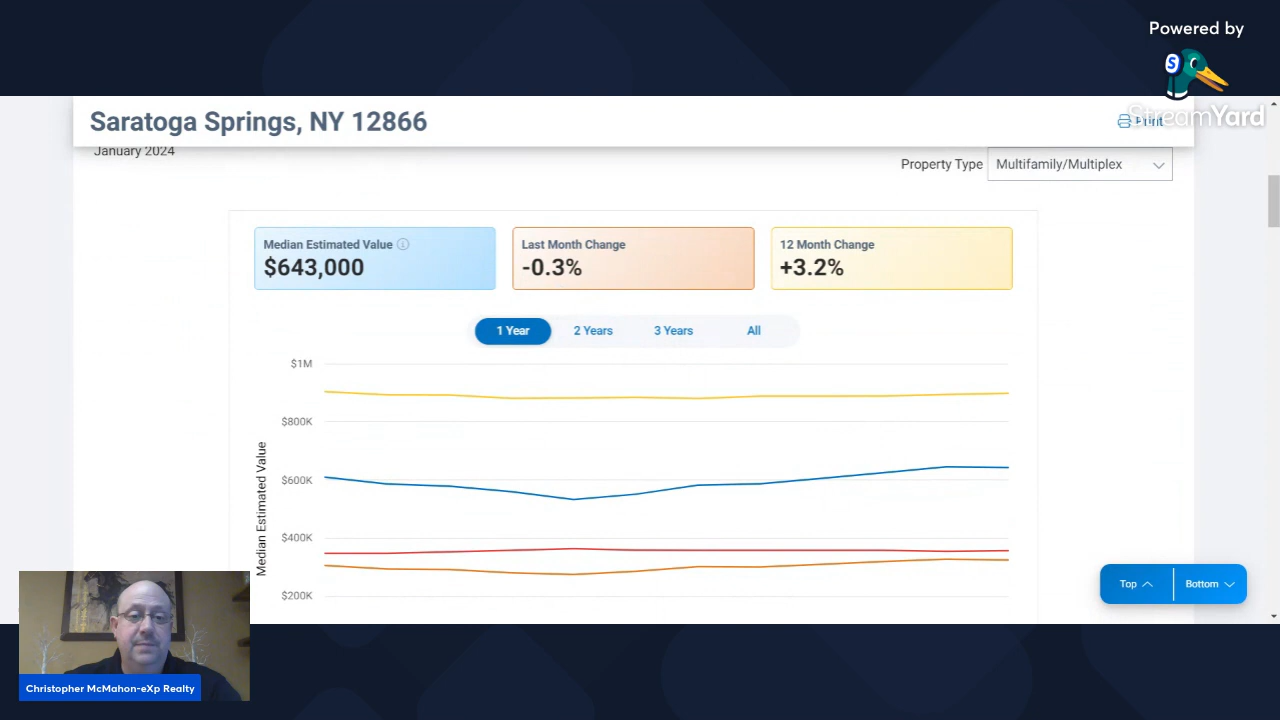 Powered by
S
StreamYard
Saratoga Springs, NY 12866
Print
January 2024
Property Type
Multifamily/Multiplex
Median Estimated Value
$643,000
Last Month Change
-0.3%
12 Month Change
+3.2%
1 Year
2 Years
3 Years
All
$1M
$800K
$600K
$400K
$200K
Median Estimated Value
Top
Bottom
Christopher McMahon-eXp Realty